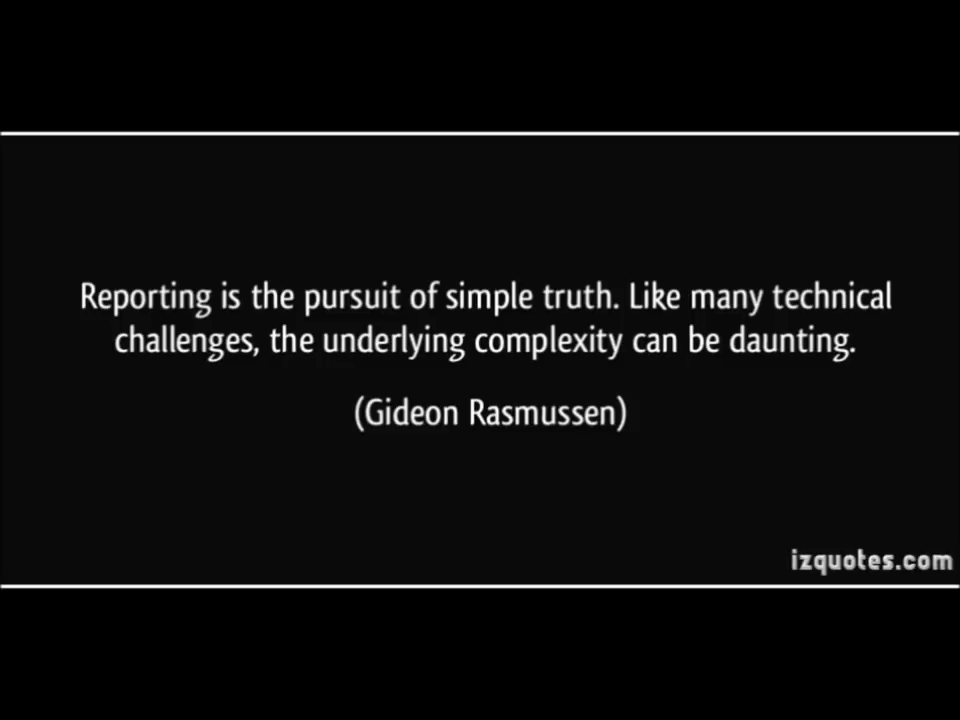 Reporting is the pursuit of simple truth. Like many technical
challenges, the underlying complexity can be daunting.
(Gideon Rasmussen)
izquotes.com